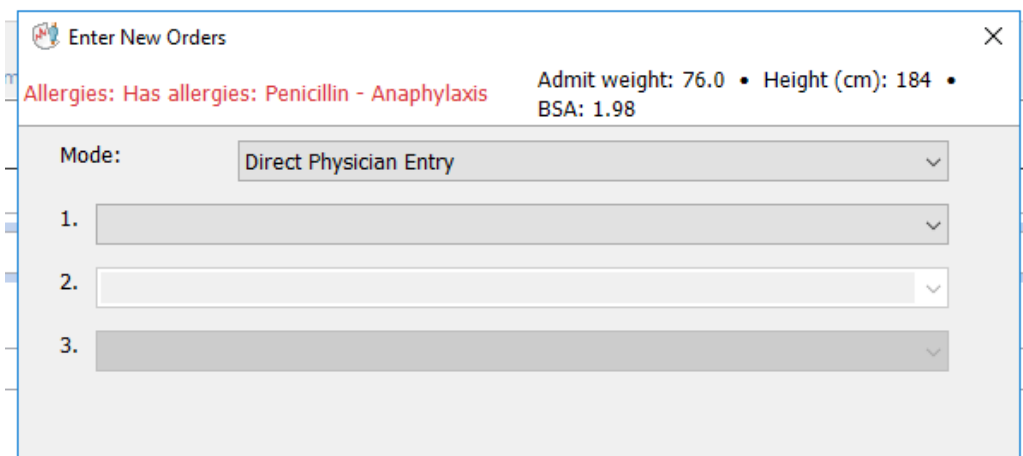 Enter New Orders
Allergies: Has allergies: Penicillin - Anaphylaxis
Admit weight: 76.0 • Height (cm): 184 •
BSA: 1.98
Mode: Direct Physician Entry
1.
2.
3.